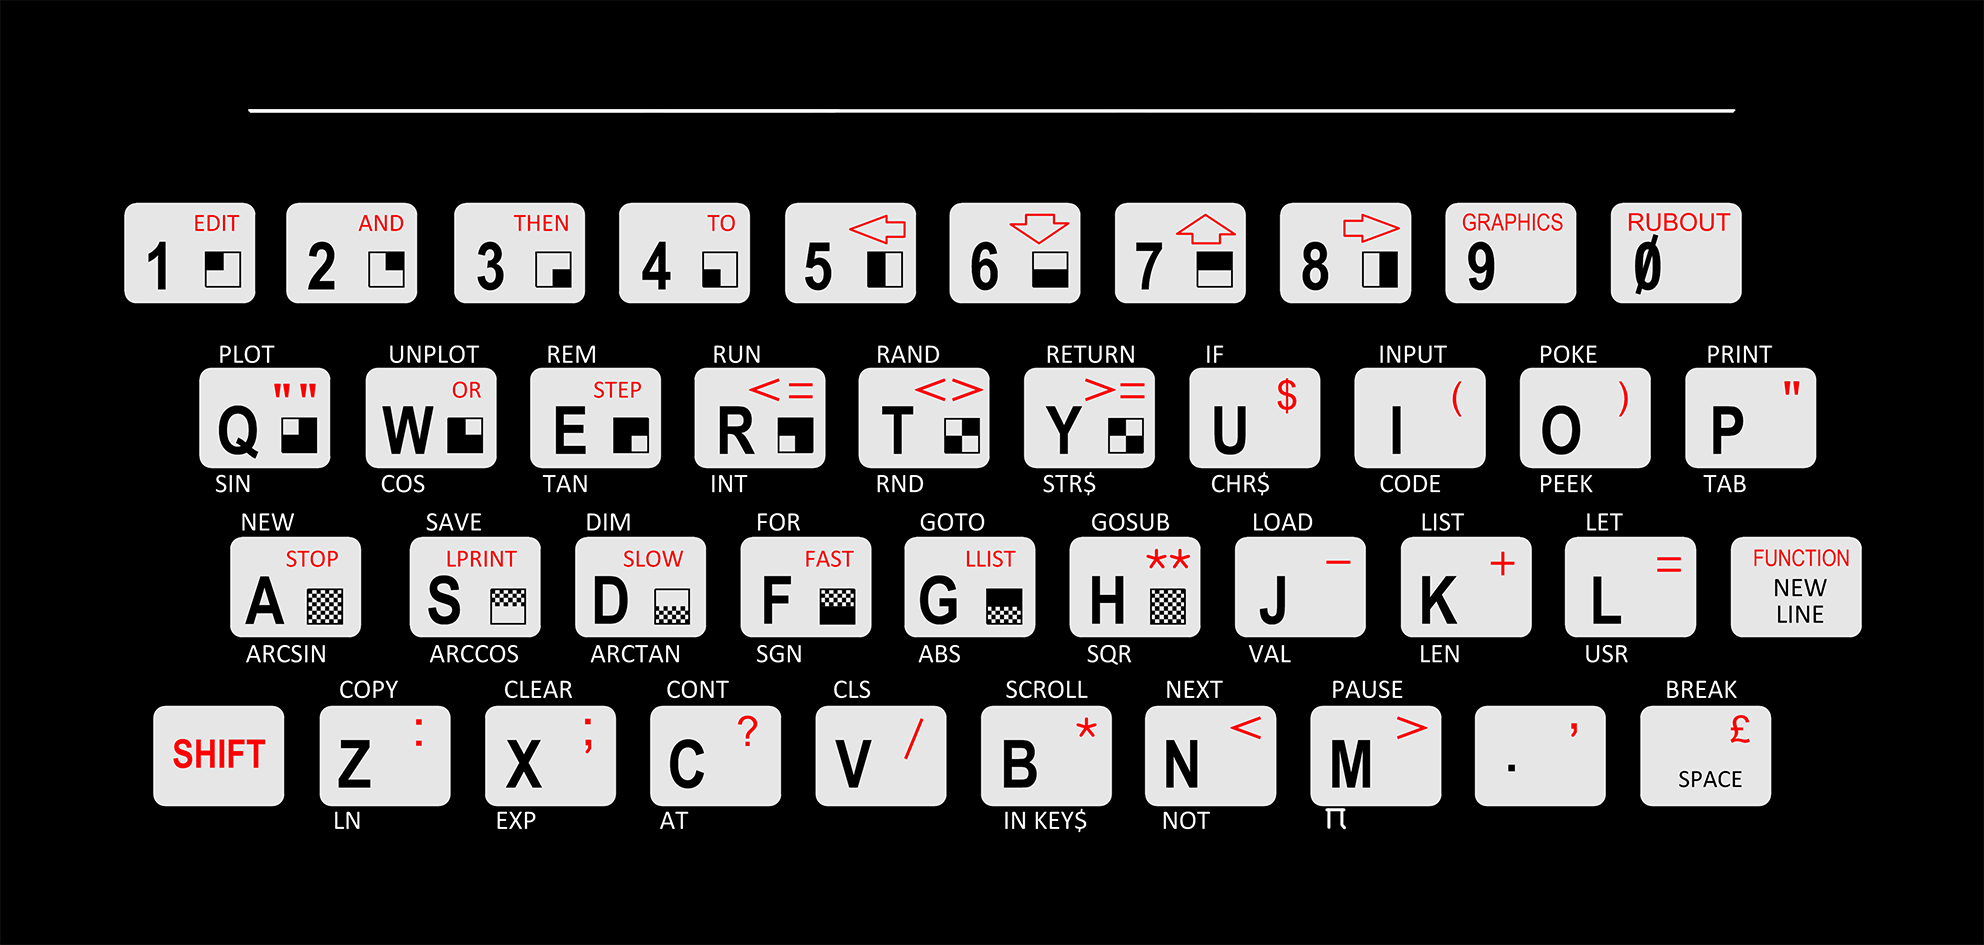 EDIT AND THEN TO GRAPHICS RUBOUT
1 2 3 4 5 6 7 8 9 0
PLOT UNPLOT REM RUN RAND RETURN IF INPUT POKE PRINT
"" OR STEP <= <> >= $ ( ) "
Q W E R T Y U I O P
SIN COS TAN INT RND STR$ CHR$ CODE PEEK TAB
NEW SAVE DIM FOR GOTO GOSUB LOAD LIST LET
STOP LPRINT SLOW FAST LLIST ** − + = FUNCTION
A S D F G H J K L NEW
LINE
ARCSIN ARCCOS ARCTAN SGN ABS SQR VAL LEN USR
COPY CLEAR CONT CLS SCROLL NEXT PAUSE BREAK
: ; ? / * < > , £
SHIFT Z X C V B N M . SPACE
LN EXP AT IN KEY$ NOT π